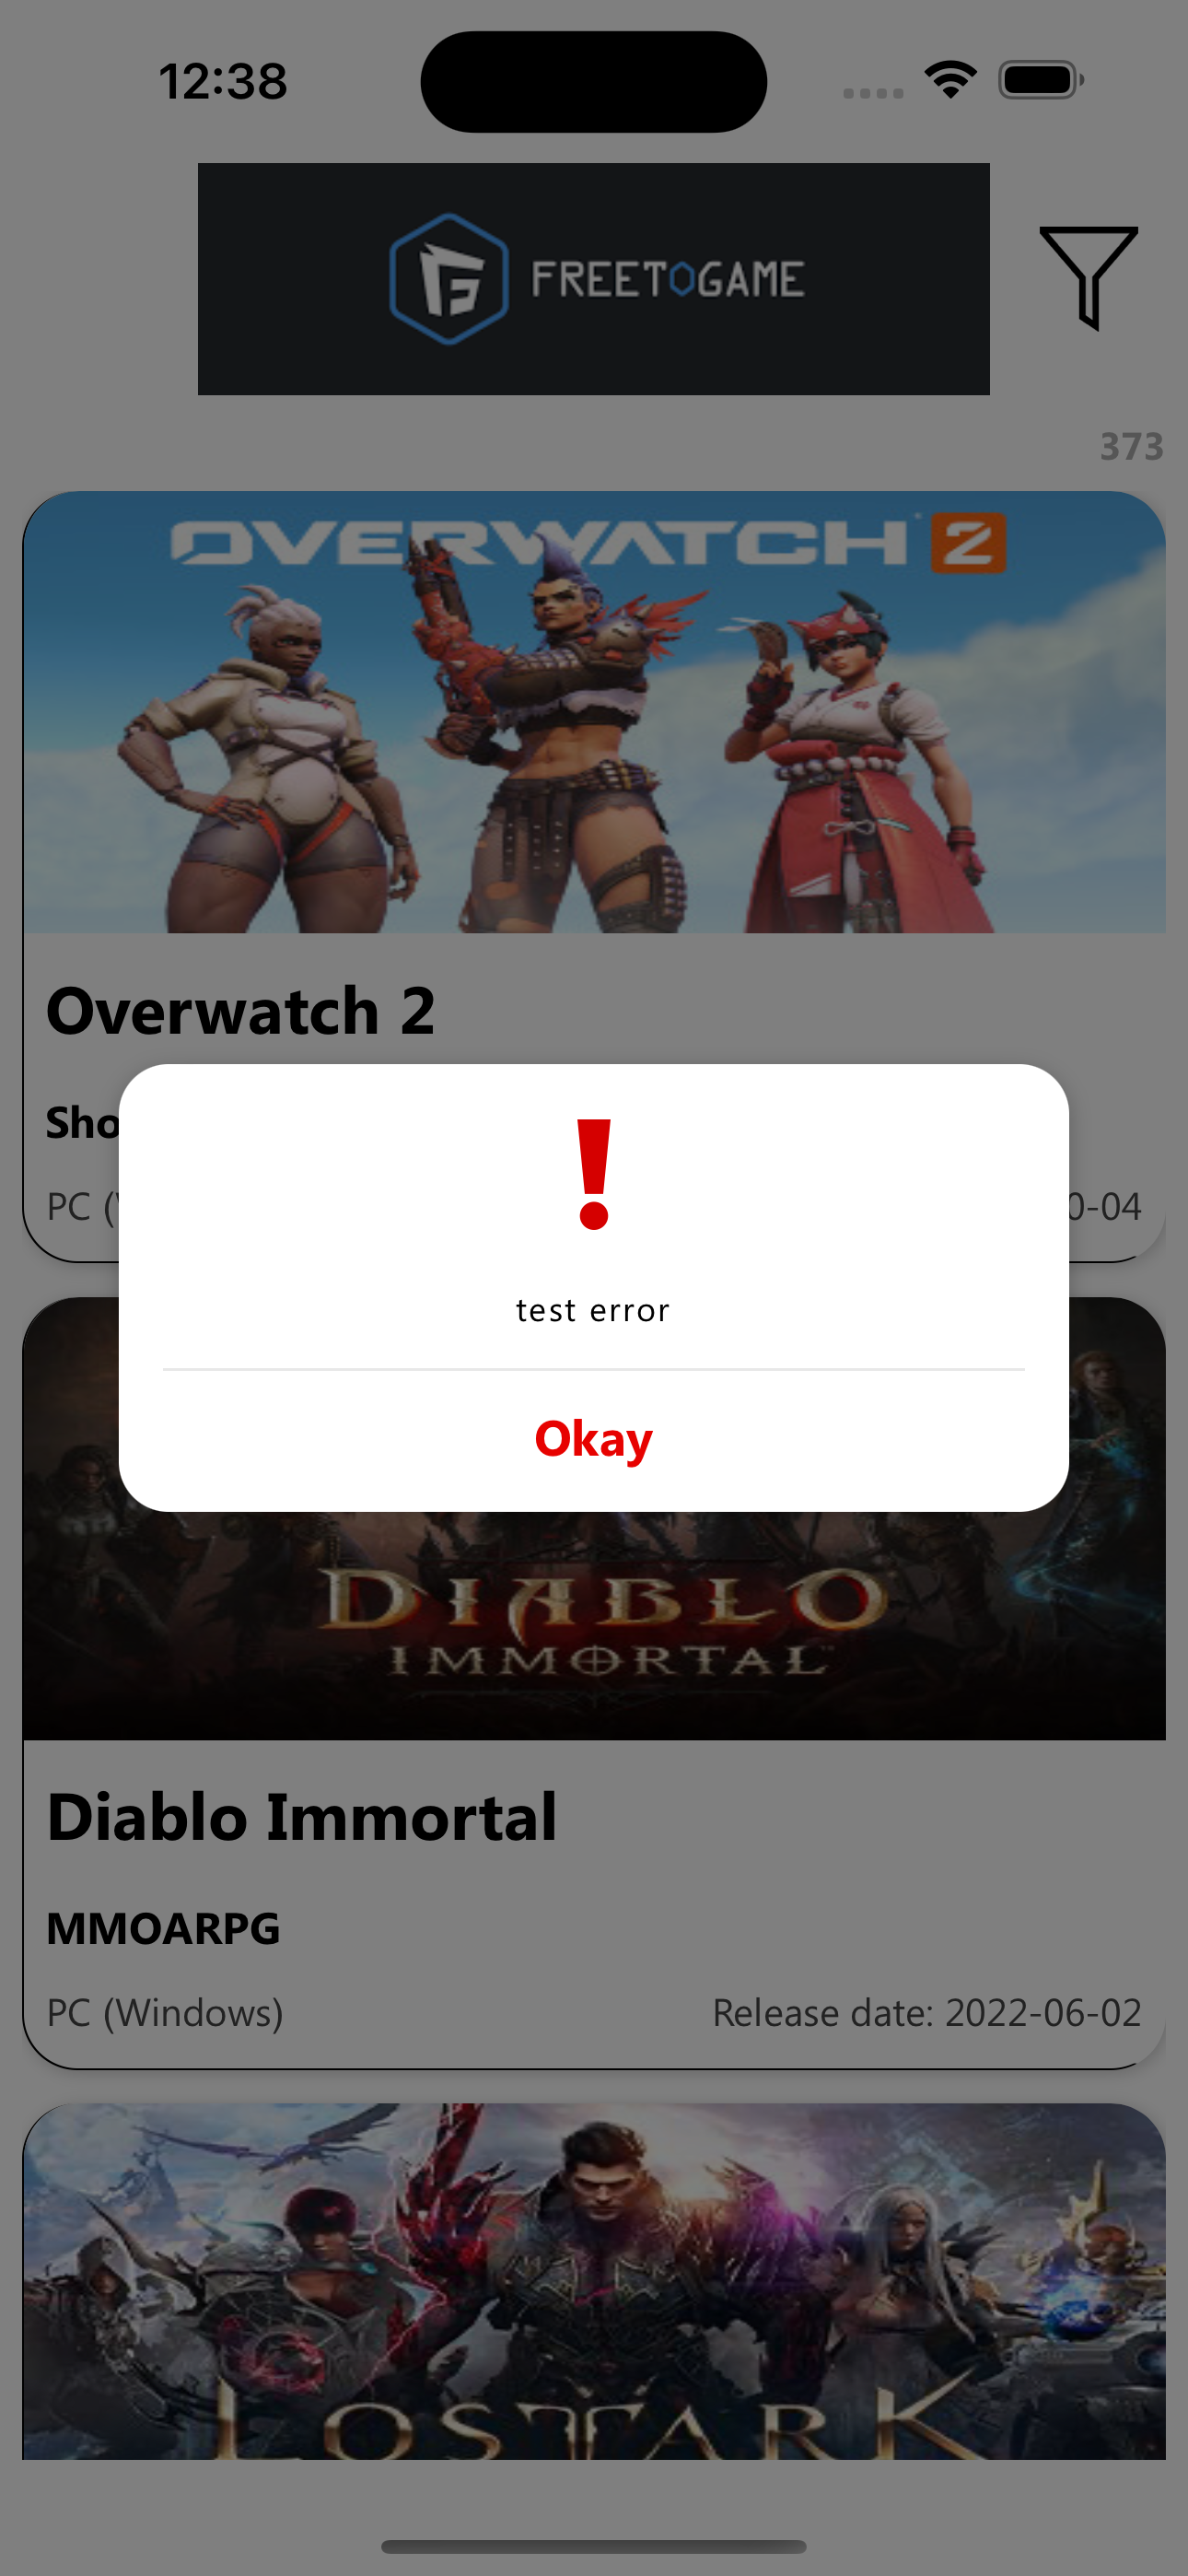 12:38
FREETOGAME
373
OVERWATCH 2
Overwatch 2
Sho
PC (
0-04
!
test error
Okay
DIABLO
IMMORTAL
Diablo Immortal
MMOARPG
PC (Windows)
Release date: 2022-06-02
LOST ARK